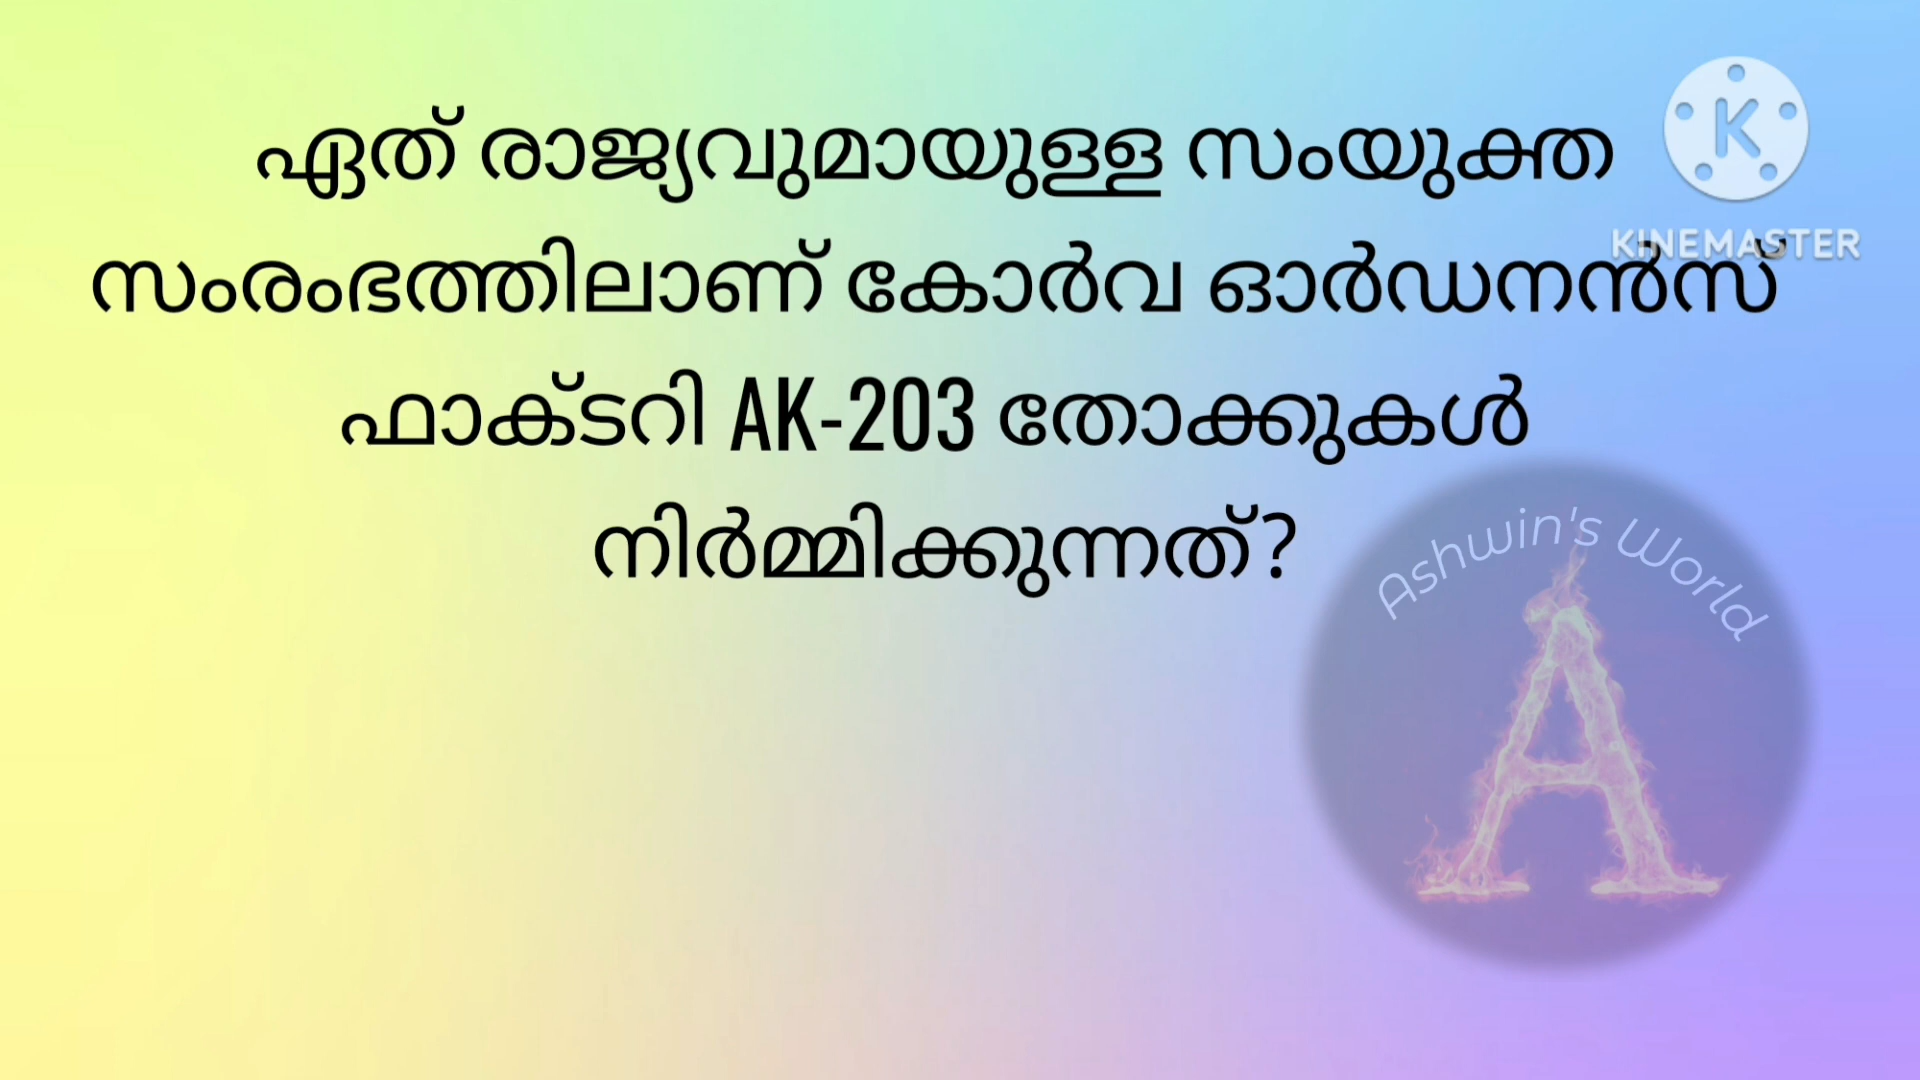 ഏത് രാജ്യവുമായുള്ള സംയുക്ത
സംരംഭത്തിലാണ് കോർവ ഓർഡനൻസ്
ഫാക്ടറി AK-203 തോക്കുകൾ
നിർമ്മിക്കുന്നത്?
K
KINEMASTER
Ashwin's World
A